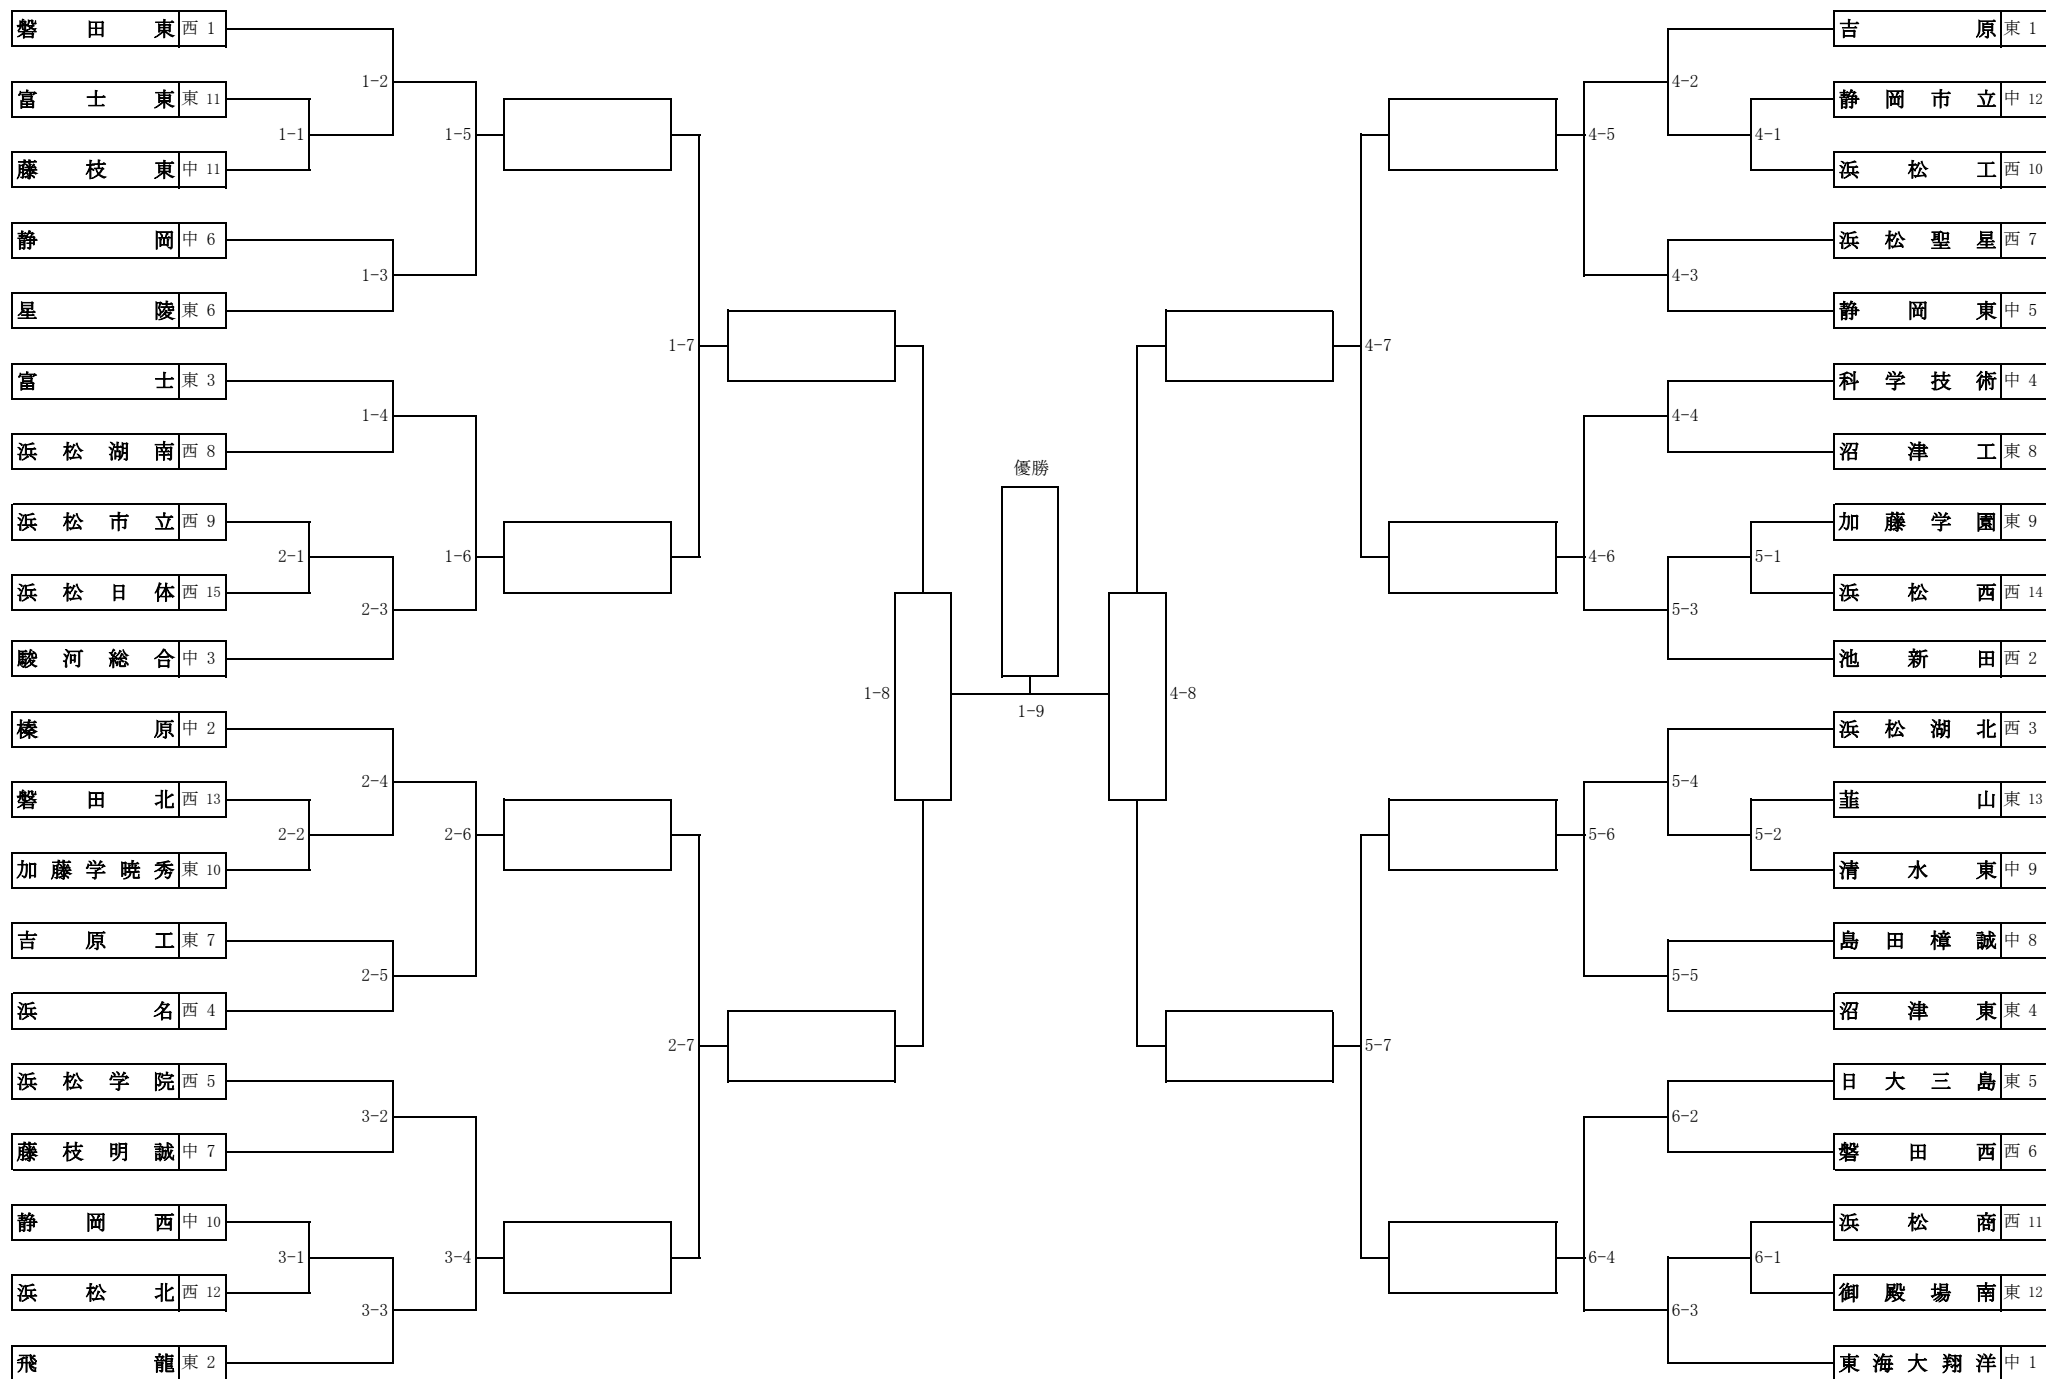 磐田東 西 1
富士東 東 11
藤枝東 中 11
静岡 中 6
星陵 東 6
富士 東 3
浜松湖南 西 8
浜松市立 西 9
浜松日体 西 15
駿河総合 中 3
榛原 中 2
磐田北 西 13
加藤学暁秀 東 10
吉原工 東 7
浜名 西 4
浜松学院 西 5
藤枝明誠 中 7
静岡西 中 10
浜松北 西 12
飛龍 東 2
1-1
2-1
2-2
3-1
1-2
1-3
1-4
2-3
2-4
2-5
3-2
3-3
1-5
1-6
2-6
3-4
1-7
2-7
1-8
優勝
1-9
4-8
4-7
5-7
4-5
4-6
5-6
6-4
4-2
4-3
4-4
5-3
5-4
5-5
6-2
6-3
4-1
5-1
5-2
6-1
吉原 東 1
静岡市立 中 12
浜松工 西 10
浜松聖星 西 7
静岡東 中 5
科学技術 中 4
沼津工 東 8
加藤学園 東 9
浜松西 西 14
池新田 西 2
浜松湖北 西 3
韮山 東 13
清水東 中 9
島田樟誠 中 8
沼津東 東 4
日大三島 東 5
磐田西 西 6
浜松商 西 11
御殿場南 東 12
東海大翔洋 中 1